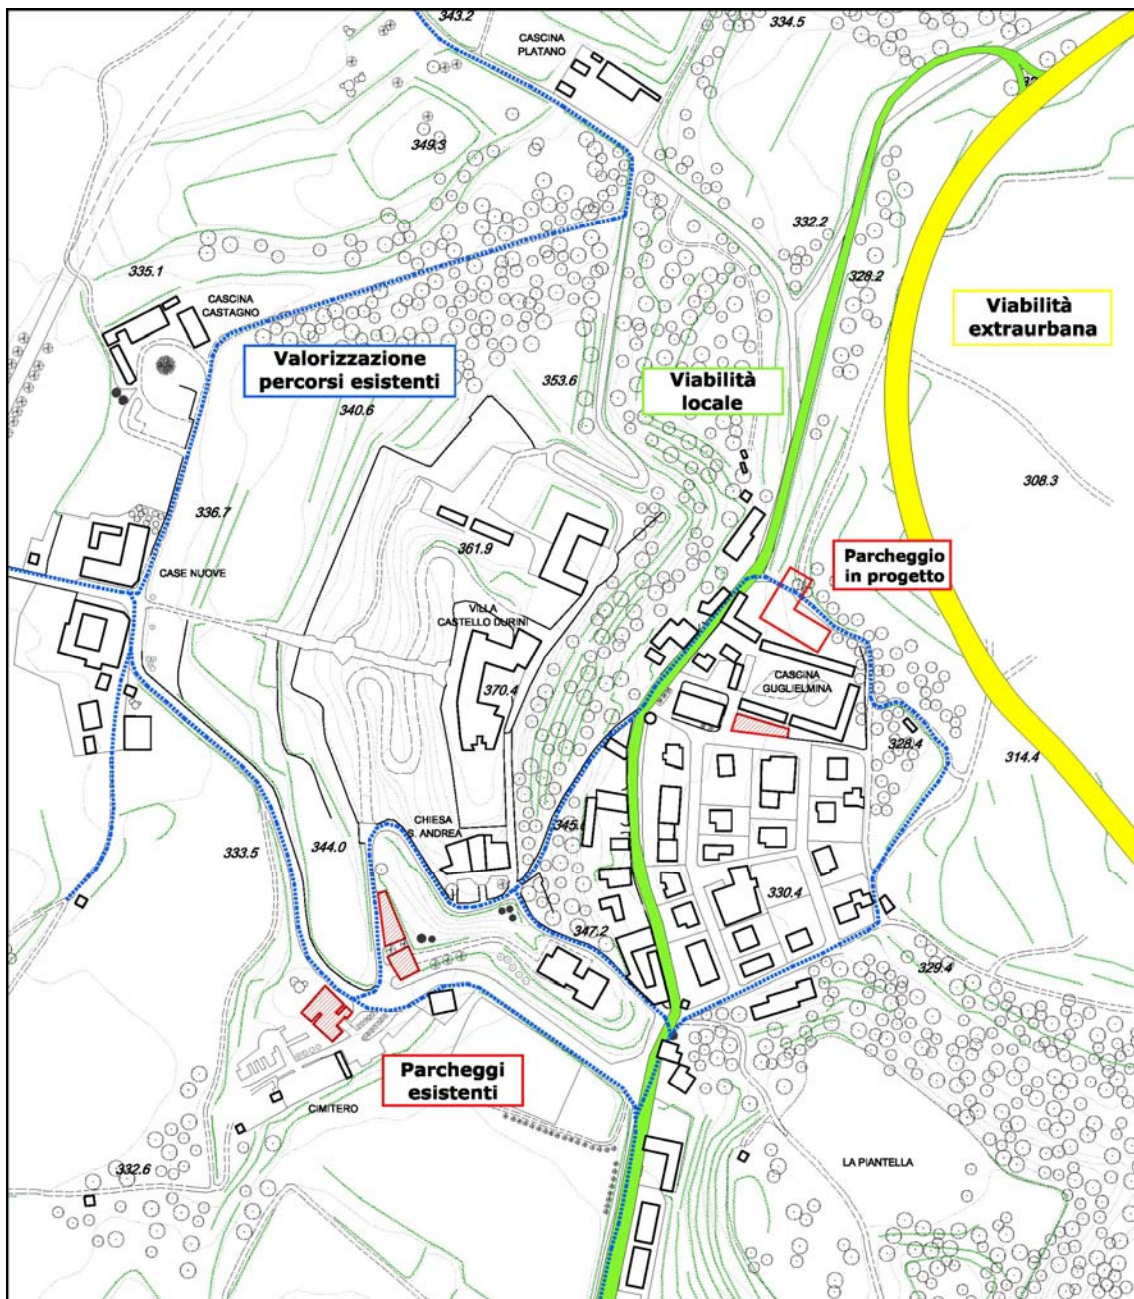 343.2
334.5
CASCINA
PLATANO
349.3
332.2
335.1
328.2
CASCINA
CASTAGNO
Viabilità
extraurbana
Valorizzazione
percorsi esistenti
353.6
Viabilità
locale
340.6
308.3
336.7
361.9
Parcheggio
in progetto
CASE NUOVE
VILLA
CASTELLO DURINI
CASCINA
GUGLIELMINA
370.4
328.4
314.4
CHIESA
S. ANDREA
345.
333.5
344.0
330.4
347.2
329.4
Parcheggi
esistenti
CIMITERO
LA PIANTELLA
332.6